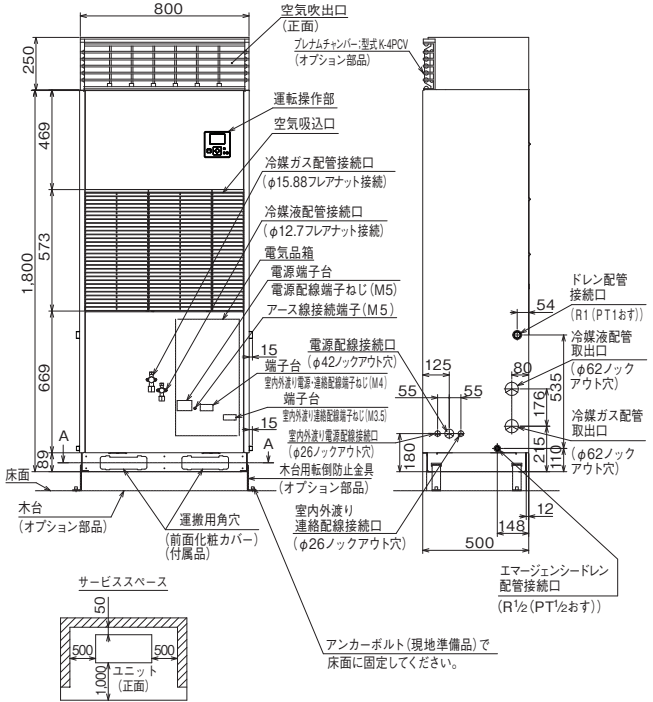 800
空気吹出口
(正面)
プレナムチャンバー:型式 K-4PCV
(オプション部品)
250
運転操作部
空気吸込口
469
冷媒ガス配管接続口
(φ15.88フレアナット接続)
冷媒液配管接続口
(φ12.7フレアナット接続)
電気品箱
電源端子台
電源配線端子ねじ(M5)
アース線接続端子(M5)
1,800
573
ドレン配管
接続口
(R1(PT1おす))
54
15
電源配線接続口
(φ42ノックアウト穴)
端子台
室内外渡り電源・連絡配線端子ねじ(M4)
端子台
室内外渡り連絡配線端子ねじ(M3.5)
125
80
冷媒液配管
取出口
(φ62ノック
アウト穴)
55
55
176
535
669
15
室内外渡り電源配線接続口
(φ26ノックアウト穴)
180
215
110
冷媒ガス配管
取出口
(φ62ノック
アウト穴)
A
A
89
木台用転倒防止金具
(オプション部品)
床面
木台
(オプション部品)
運搬用角穴
(前面化粧カバー)
(付属品)
室内外渡り
連絡配線接続口
(φ26ノックアウト穴)
12
148
500
エマージェンシードレン
配管接続口
(R1/2(PT1/2おす))
サービススペース
50
500
500
ユニット
(正面)
1,000
アンカーボルト(現地準備品)で
床面に固定してください。